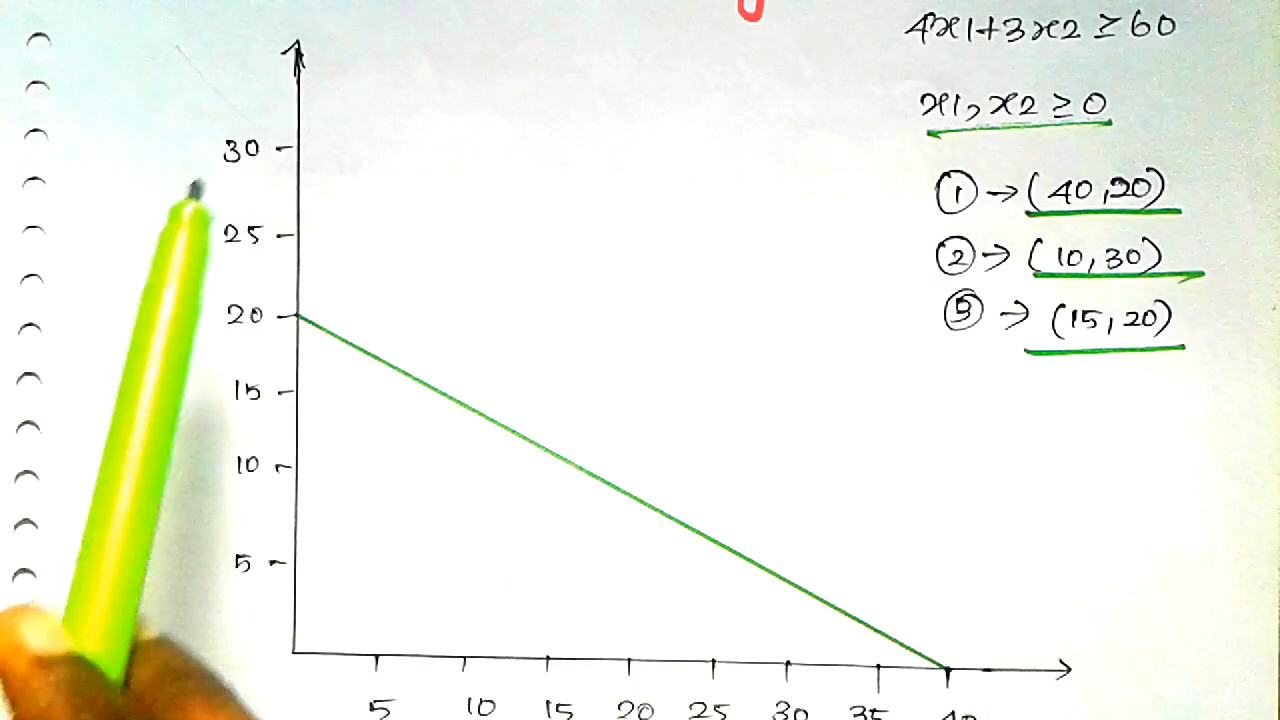 4x1+3x2 ≥ 60
x1, x2 ≥ 0
① → (40,20)
② → (10,30)
③ → (15,20)
30
25
20
15
10
5
5 10 15 20 25 30 35 40